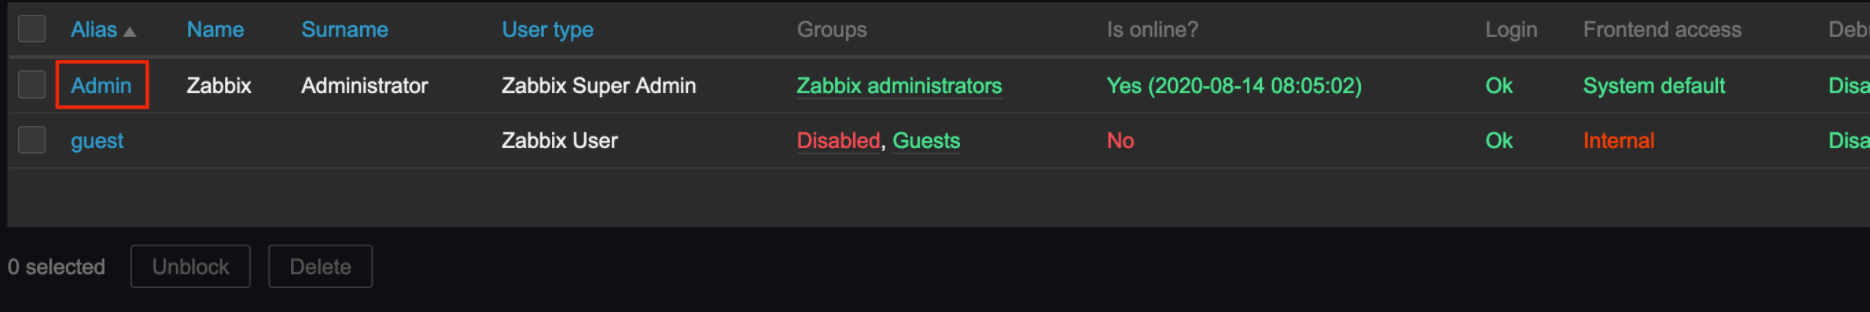 Alias Name Surname User type Groups Is online? Login Frontend access Deb
Admin Zabbix Administrator Zabbix Super Admin Zabbix administrators Yes (2020-08-14 08:05:02) Ok System default Disa
guest Zabbix User Disabled, Guests No Ok Internal Disa
0 selected Unblock Delete